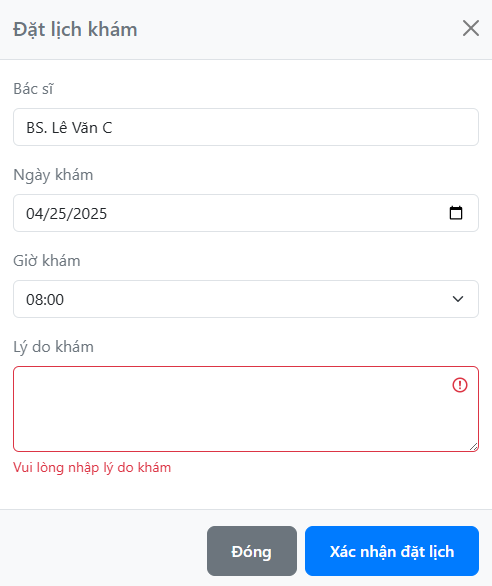 Đặt lịch khám
Bác sĩ
BS. Lê Văn C
Ngày khám
04/25/2025
Giờ khám
08:00
Lý do khám
Vui lòng nhập lý do khám
Đóng
Xác nhận đặt lịch